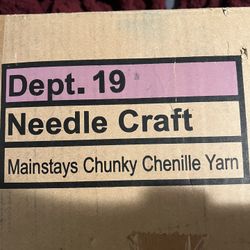 Dept. 19
Needle Craft
Mainstays Chunky Chenille Yarn